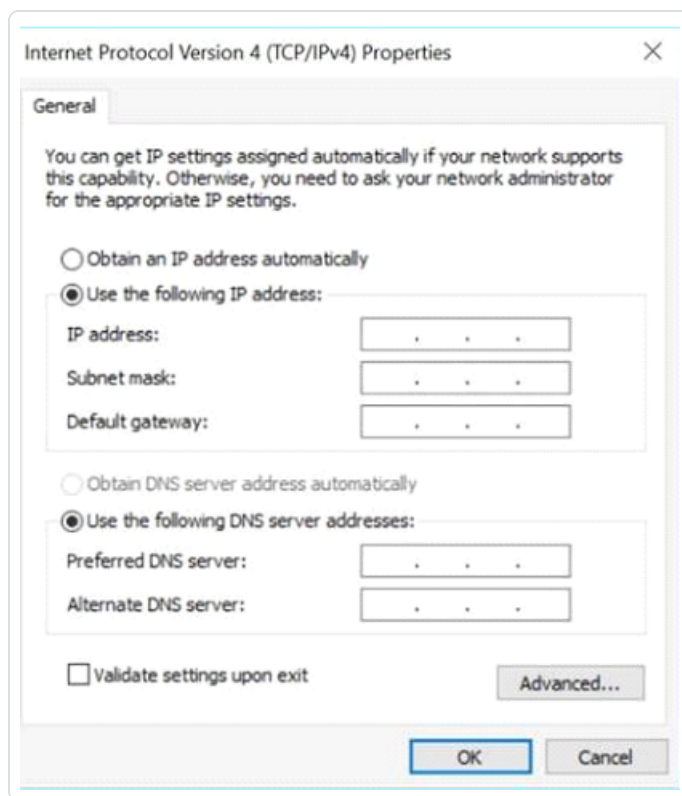 Internet Protocol Version 4 (TCP/IPv4) Properties
General
You can get IP settings assigned automatically if your network supports
this capability. Otherwise, you need to ask your network administrator
for the appropriate IP settings.
Obtain an IP address automatically
Use the following IP address:
IP address: . . .
Subnet mask: . . .
Default gateway: . . .
Obtain DNS server address automatically
Use the following DNS server addresses:
Preferred DNS server: . . .
Alternate DNS server: . . .
Validate settings upon exit
Advanced...
OK Cancel